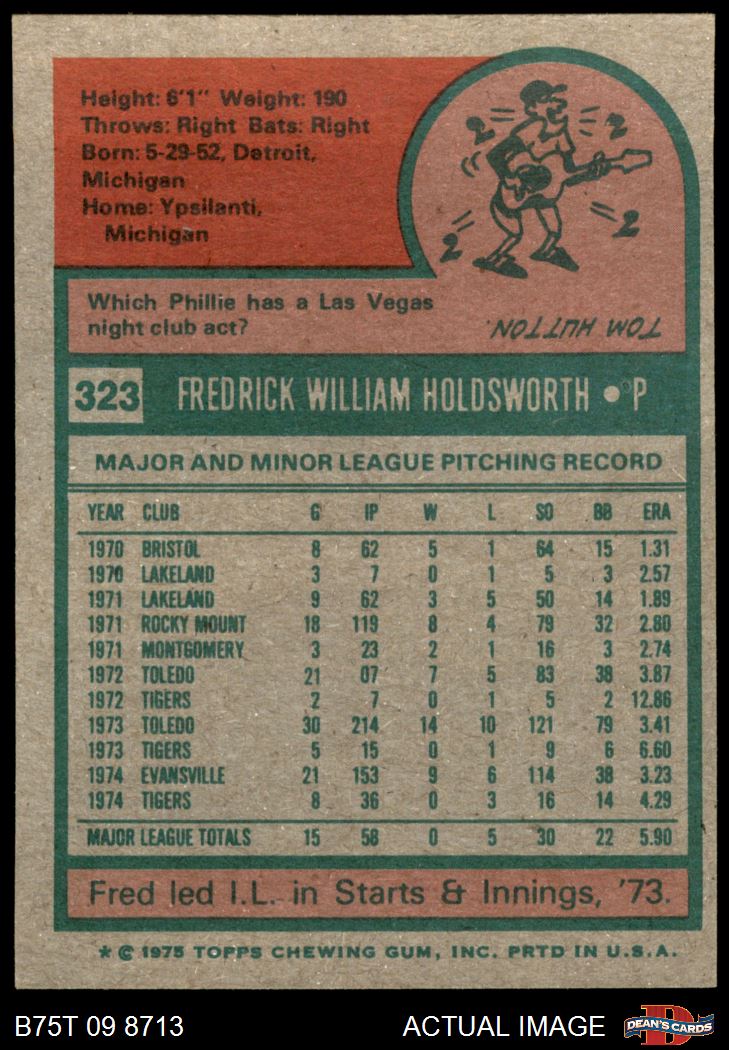 Height: 6'1" Weight: 190
Throws: Right Bats: Right
Born: 5-29-52, Detroit,
Michigan
Home: Ypsilanti,
Michigan
2 2
2 2
Which Phillie has a Las Vegas
night club act?
TOM HUTTON.
323 FREDRICK WILLIAM HOLDSWORTH • P
MAJOR AND MINOR LEAGUE PITCHING RECORD
YEAR CLUB G IP W L SO BB ERA
1970 BRISTOL 8 62 5 1 64 15 1.31
1970 LAKELAND 3 7 0 1 5 3 2.57
1971 LAKELAND 9 62 3 5 50 14 1.89
1971 ROCKY MOUNT 18 119 8 4 79 32 2.80
1971 MONTGOMERY 3 23 2 1 16 3 2.74
1972 TOLEDO 21 07 7 5 83 38 3.87
1972 TIGERS 2 7 0 1 5 2 12.86
1973 TOLEDO 30 214 14 10 121 79 3.41
1973 TIGERS 5 15 0 1 9 6 6.60
1974 EVANSVILLE 21 153 9 6 114 38 3.23
1974 TIGERS 8 36 0 3 16 14 4.29
MAJOR LEAGUE TOTALS 15 58 0 5 30 22 5.90
Fred led I.L. in Starts & Innings, '73.
* © 1975 TOPPS CHEWING GUM, INC. PRTD IN U.S.A.
B75T 09 8713 ACTUAL IMAGE DEAN'S CARDS